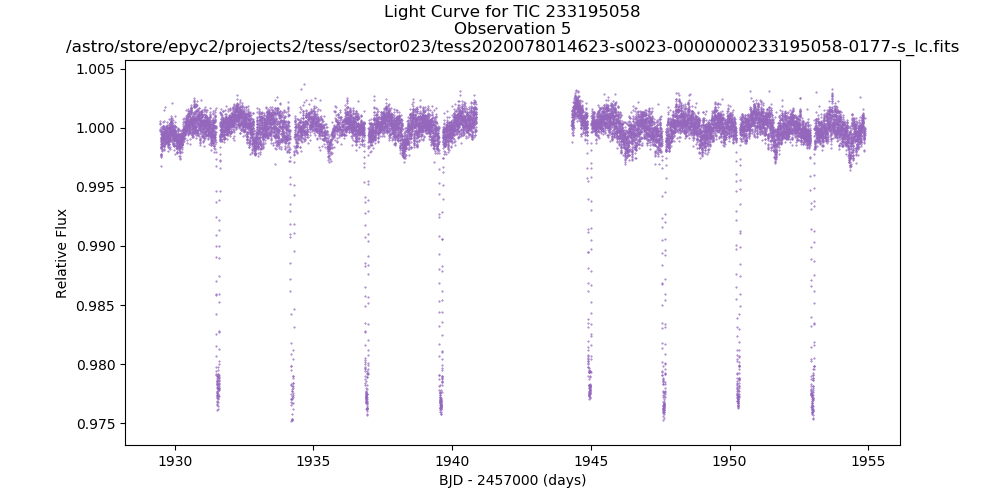 Light Curve for TIC 233195058
Observation 5
/astro/store/epyc2/projects2/tess/sector023/tess2020078014623-s0023-0000000233195058-0177-s_lc.fits
1.005
1.000
0.995
0.990
0.985
0.980
0.975
Relative Flux
1930
1935
1940
1945
1950
1955
BJD - 2457000 (days)